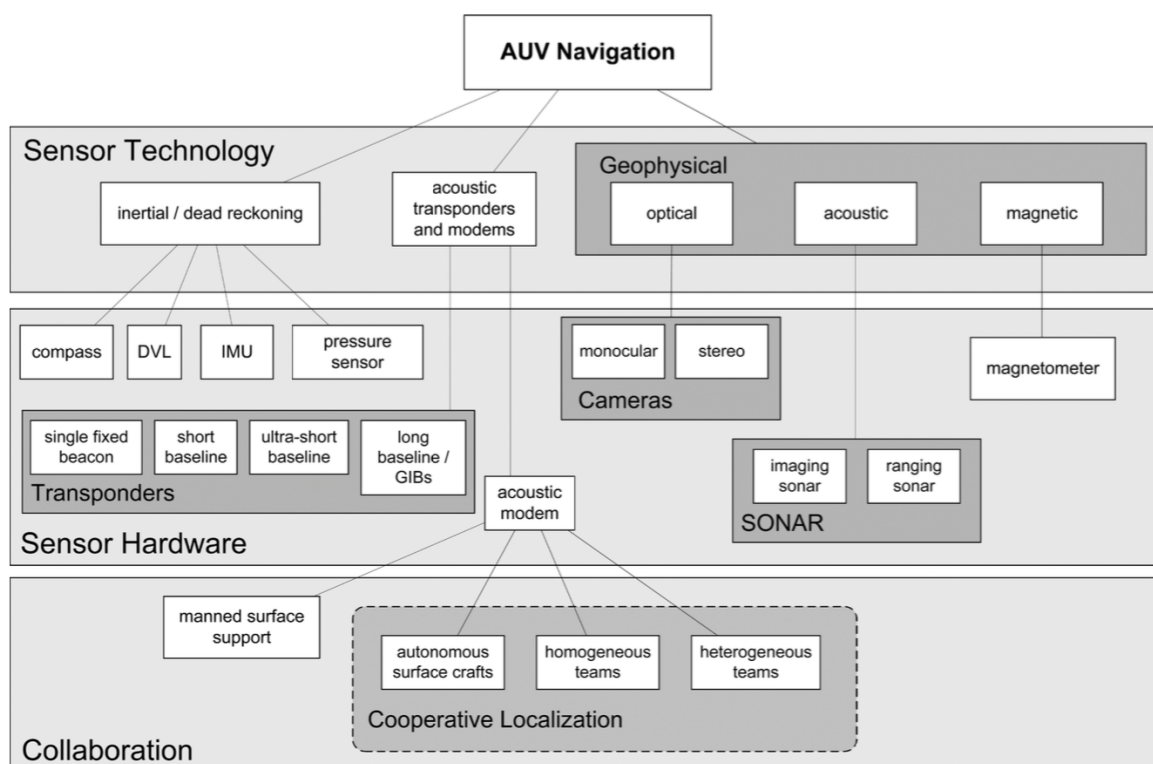 AUV Navigation
Sensor Technology
Geophysical
inertial / dead reckoning
acoustic
transponders
and modems
optical
acoustic
magnetic
compass
DVL
IMU
pressure
sensor
monocular
stereo
Cameras
magnetometer
single fixed
beacon
short
baseline
ultra-short
baseline
long
baseline /
GIBs
Transponders
acoustic
modem
imaging
sonar
ranging
sonar
SONAR
Sensor Hardware
manned surface
support
autonomous
surface crafts
homogeneous
teams
heterogeneous
teams
Cooperative Localization
Collaboration